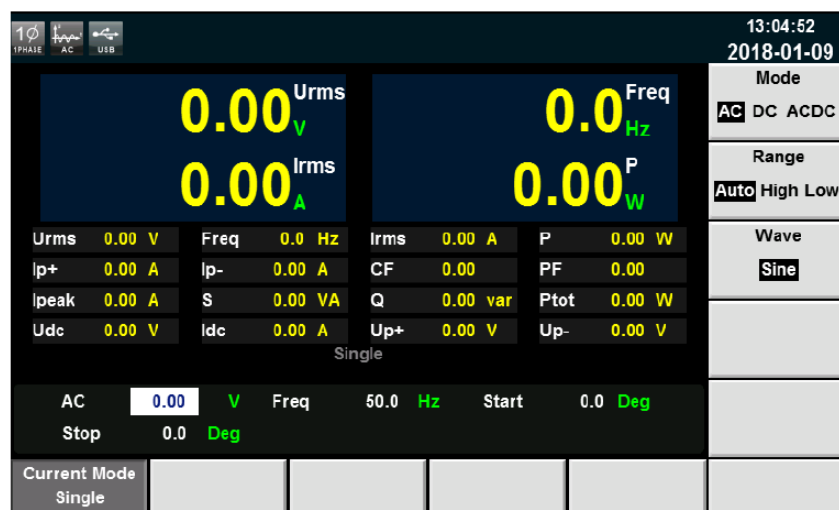 1Ø
1PHASE AC USB
13:04:52
2018-01-09
0.00 Urms V
0.0 Freq Hz
0.00 Irms A
0.00 P W
Mode
AC DC ACDC
Range
Auto High Low
Wave
Sine
Urms 0.00 V Freq 0.0 Hz Irms 0.00 A P 0.00 W
Ip+ 0.00 A Ip- 0.00 A CF 0.00 PF 0.00
Ipeak 0.00 A S 0.00 VA Q 0.00 var Ptot 0.00 W
Udc 0.00 V Idc 0.00 A Up+ 0.00 V Up- 0.00 V
Single
AC 0.00 V Freq 50.0 Hz Start 0.0 Deg
Stop 0.0 Deg
Current Mode
Single